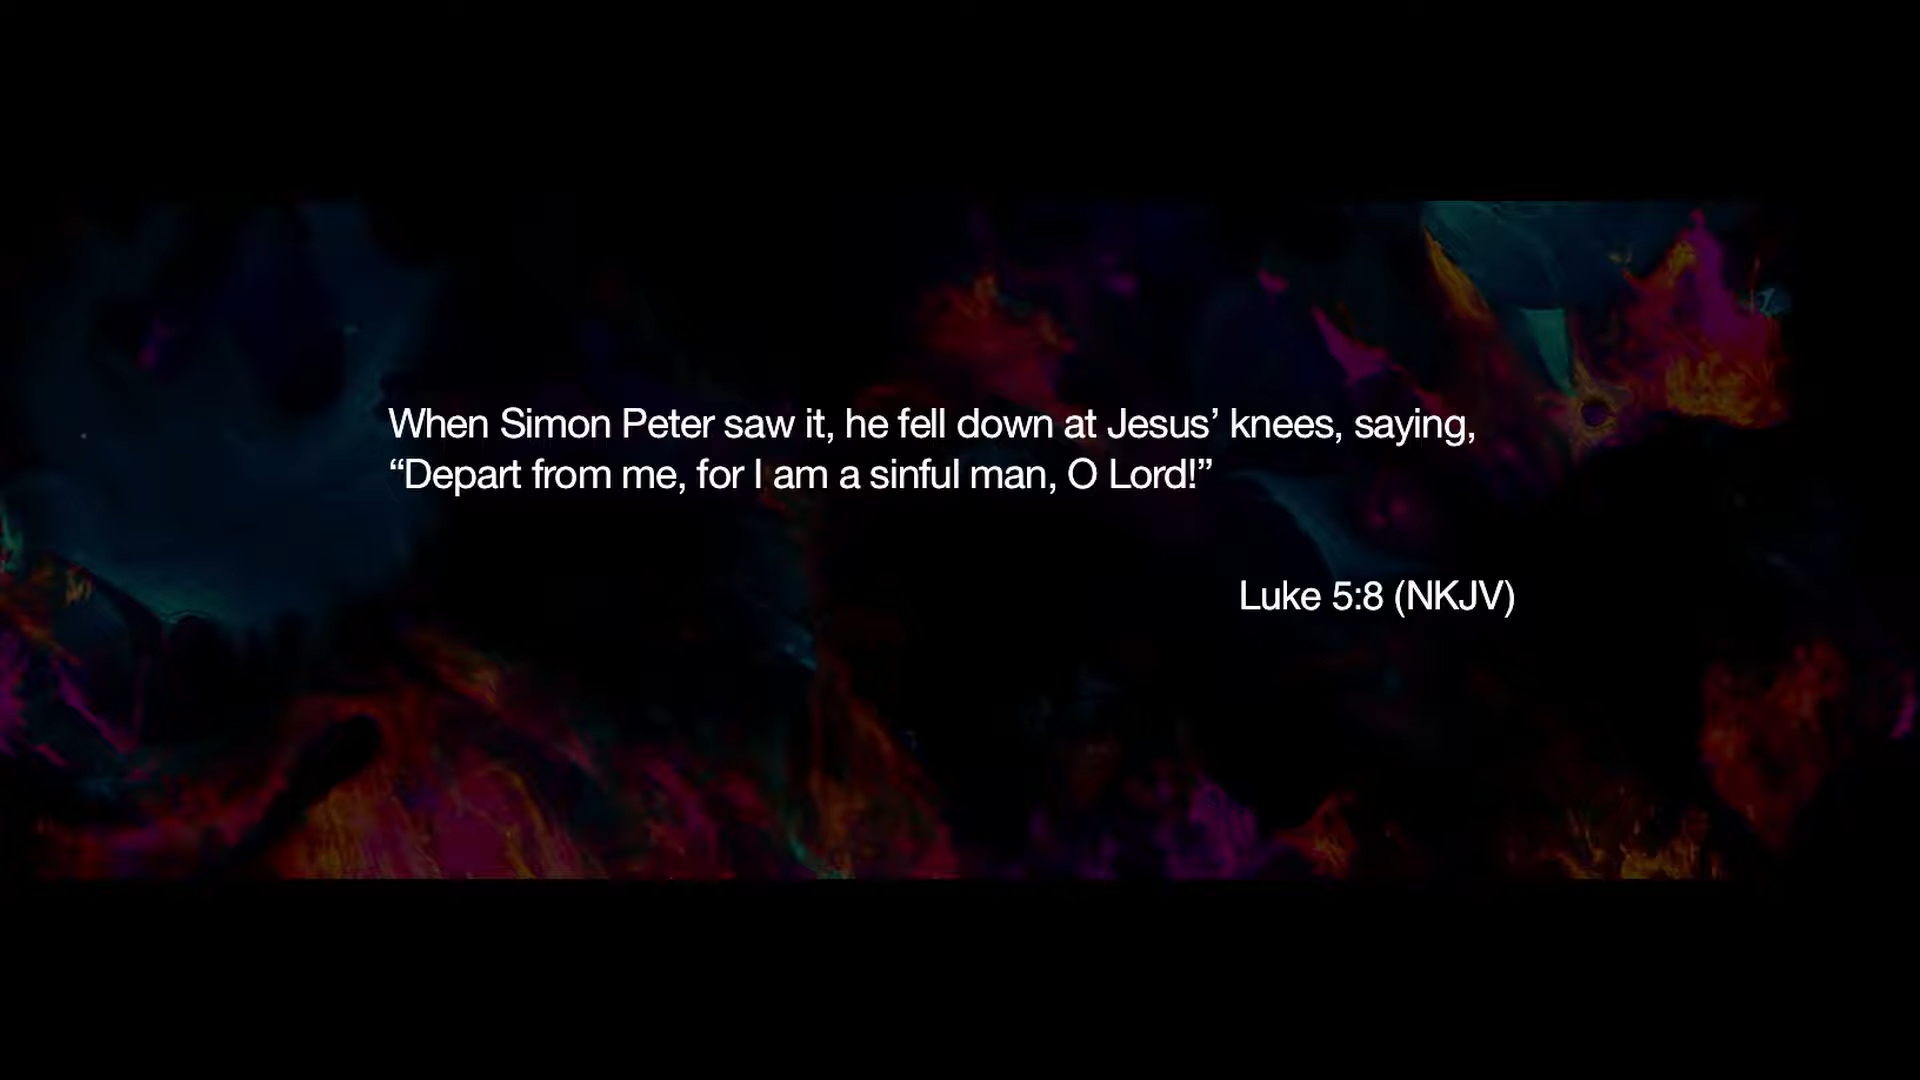 When Simon Peter saw it, he fell down at Jesus’ knees, saying,
“Depart from me, for I am a sinful man, O Lord!”
Luke 5:8 (NKJV)